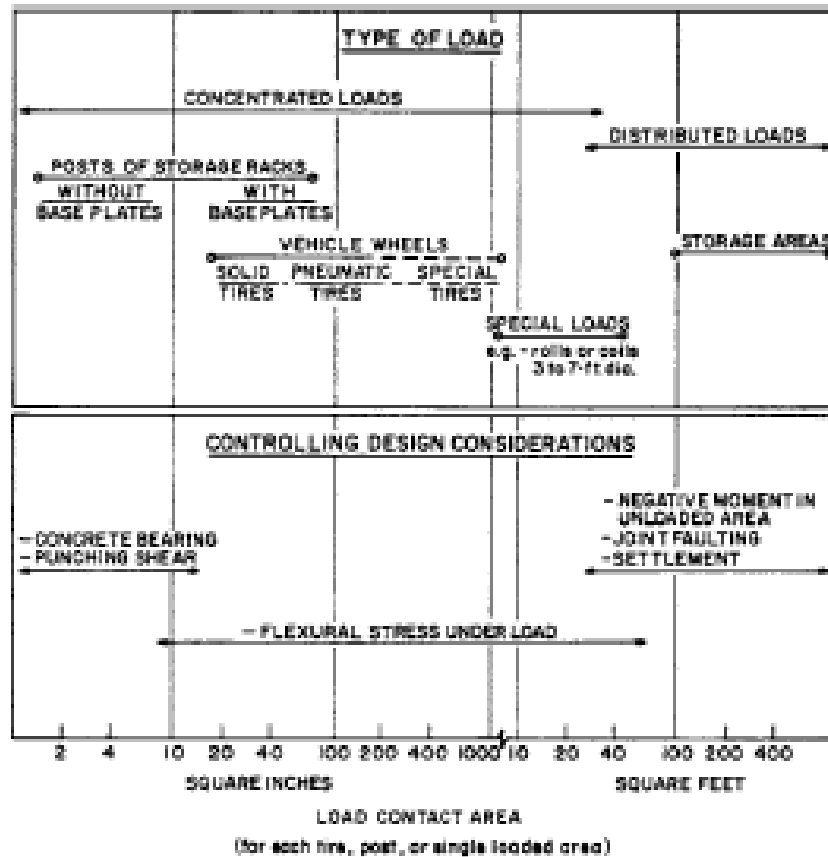 TYPE OF LOAD
CONCENTRATED LOADS
DISTRIBUTED LOADS
POSTS OF STORAGE RACKS
WITHOUT
BASE PLATES
WITH
BASEPLATES
VEHICLE WHEELS
SOLID
TIRES
PNEUMATIC
TIRES
SPECIAL
TIRES
STORAGE AREAS
SPECIAL LOADS
e.g. - rolls or coils
3 to 7-ft dia.
CONTROLLING DESIGN CONSIDERATIONS
- CONCRETE BEARING
- PUNCHING SHEAR
- NEGATIVE MOMENT IN
UNLOADED AREA
- JOINT FAULTING
- SETTLEMENT
- FLEXURAL STRESS UNDER LOAD
2 4 10 20 40 100 200 400 1000 10 20 40 100 200 400
SQUARE INCHES SQUARE FEET
LOAD CONTACT AREA
(for each tire, post, or single loaded area)